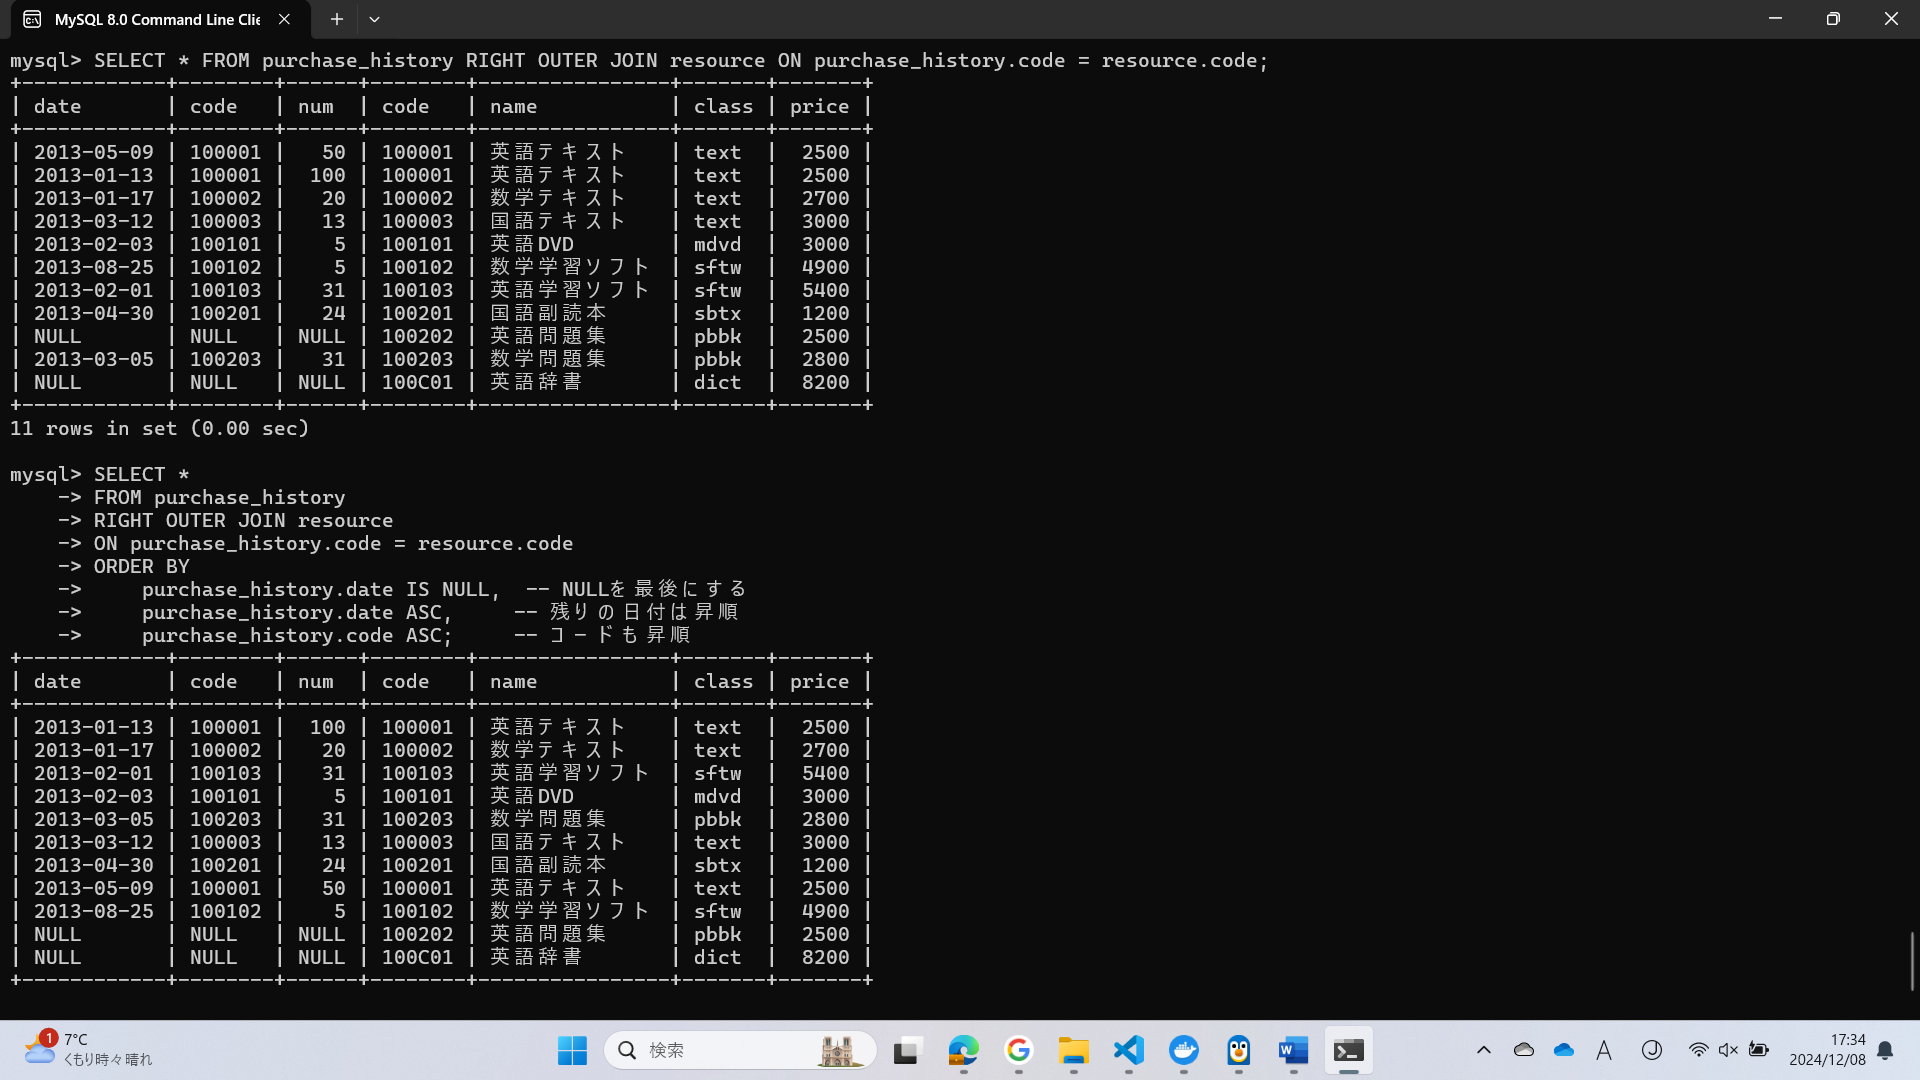 MySQL 8.0 Command Line Clie
mysql> SELECT * FROM purchase_history RIGHT OUTER JOIN resource ON purchase_history.code = resource.code;
+------------+--------+------+--------+----------------+-------+-------+
| date       | code   | num  | code   | name           | class | price |
+------------+--------+------+--------+----------------+-------+-------+
| 2013-05-09 | 100001 |   50 | 100001 | 英語テキスト | text  |  2500 |
| 2013-01-13 | 100001 |  100 | 100001 | 英語テキスト | text  |  2500 |
| 2013-01-17 | 100002 |   20 | 100002 | 数学テキスト | text  |  2700 |
| 2013-03-12 | 100003 |   13 | 100003 | 国語テキスト | text  |  3000 |
| 2013-02-03 | 100101 |    5 | 100101 | 英語DVD | mdvd  |  3000 |
| 2013-08-25 | 100102 |    5 | 100102 | 数学学習ソフト | sftw  |  4900 |
| 2013-02-01 | 100103 |   31 | 100103 | 英語学習ソフト | sftw  |  5400 |
| 2013-04-30 | 100201 |   24 | 100201 | 国語副読本 | sbtx  |  1200 |
| NULL       | NULL   | NULL | 100202 | 英語問題集 | pbbk  |  2500 |
| 2013-03-05 | 100203 |   31 | 100203 | 数学問題集 | pbbk  |  2800 |
| NULL       | NULL   | NULL | 100C01 | 英語辞書 | dict  |  8200 |
+------------+--------+------+--------+----------------+-------+-------+
11 rows in set (0.00 sec)
mysql> SELECT *
    -> FROM purchase_history
    -> RIGHT OUTER JOIN resource
    -> ON purchase_history.code = resource.code
    -> ORDER BY
    ->     purchase_history.date IS NULL,  -- NULLを最後にする
    ->     purchase_history.date ASC,     -- 残りの日付は昇順
    ->     purchase_history.code ASC;     -- コードも昇順
+------------+--------+------+--------+----------------+-------+-------+
| date       | code   | num  | code   | name           | class | price |
+------------+--------+------+--------+----------------+-------+-------+
| 2013-01-13 | 100001 |  100 | 100001 | 英語テキスト | text  |  2500 |
| 2013-01-17 | 100002 |   20 | 100002 | 数学テキスト | text  |  2700 |
| 2013-02-01 | 100103 |   31 | 100103 | 英語学習ソフト | sftw  |  5400 |
| 2013-02-03 | 100101 |    5 | 100101 | 英語DVD | mdvd  |  3000 |
| 2013-03-05 | 100203 |   31 | 100203 | 数学問題集 | pbbk  |  2800 |
| 2013-03-12 | 100003 |   13 | 100003 | 国語テキスト | text  |  3000 |
| 2013-04-30 | 100201 |   24 | 100201 | 国語副読本 | sbtx  |  1200 |
| 2013-05-09 | 100001 |   50 | 100001 | 英語テキスト | text  |  2500 |
| 2013-08-25 | 100102 |    5 | 100102 | 数学学習ソフト | sftw  |  4900 |
| NULL       | NULL   | NULL | 100202 | 英語問題集 | pbbk  |  2500 |
| NULL       | NULL   | NULL | 100C01 | 英語辞書 | dict  |  8200 |
+------------+--------+------+--------+----------------+-------+-------+
1
7°C
くもり時々晴れ
検索
A
17:34
2024/12/08